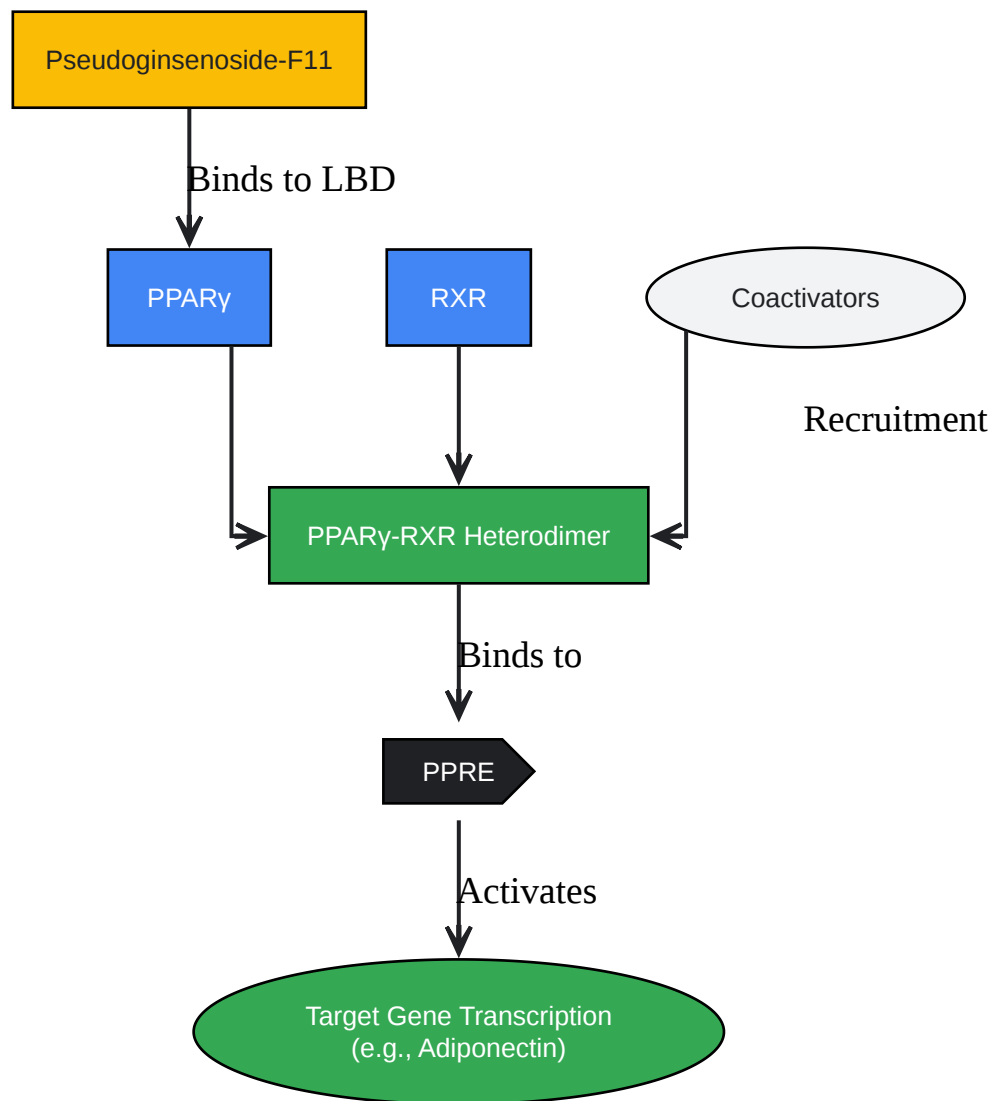 Pseudoginsenoside-F11
Binds to LBD
PPARγ
RXR
Coactivators
Recruitment
PPARγ-RXR Heterodimer
Binds to
PPRE
Activates
Target Gene Transcription
(e.g., Adiponectin)